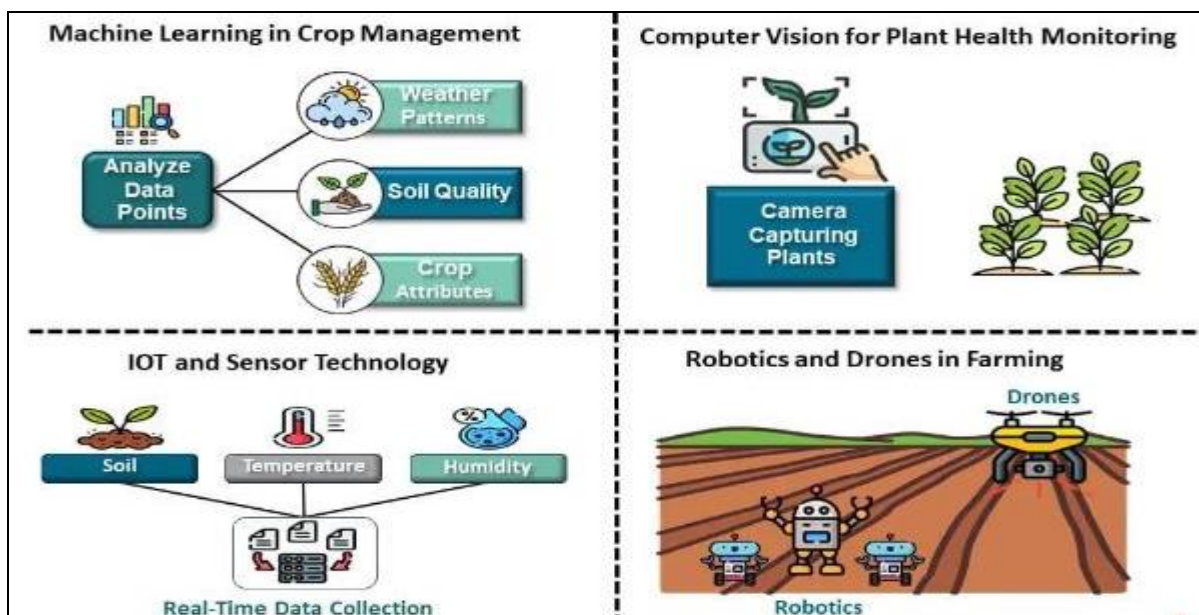 Machine Learning in Crop Management
Analyze
Data
Points
Weather
Patterns
Soil Quality
Crop
Attributes
Computer Vision for Plant Health Monitoring
Camera
Capturing
Plants
IOT and Sensor Technology
Soil
Temperature
Humidity
%
Real-Time Data Collection
Robotics and Drones in Farming
Drones
Robotics